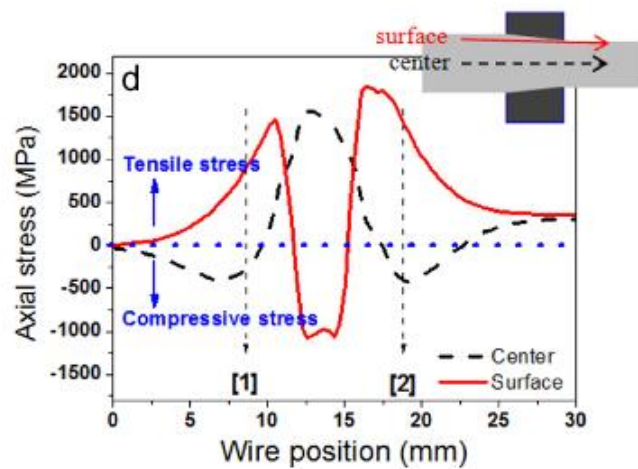 surface
center
d
2000
1500
1000
500
0
-500
-1000
-1500
Axial stress (MPa)
Tensile stress
Compressive stress
[1]
[2]
Center
Surface
0 5 10 15 20 25 30
Wire position (mm)